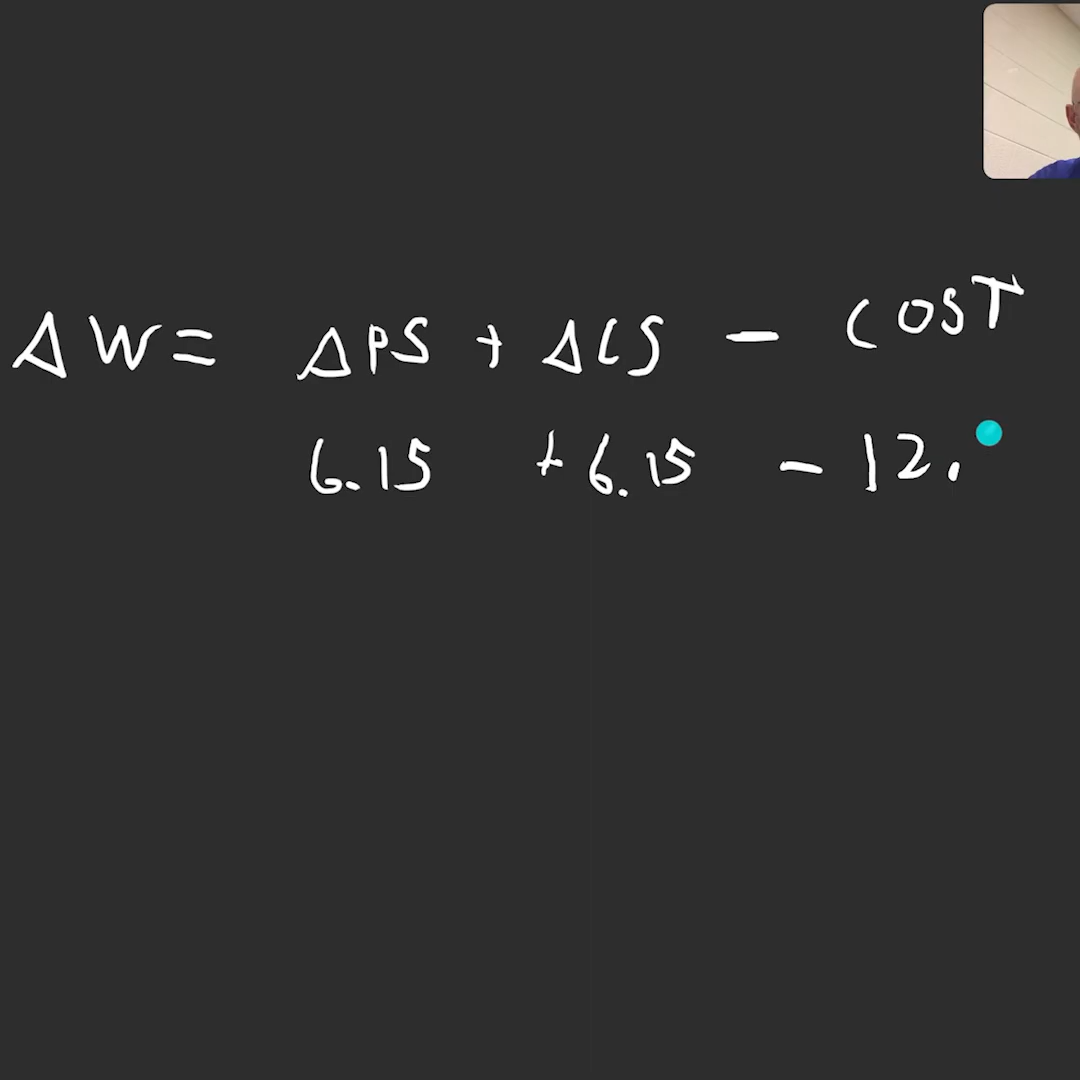 ΔW = ΔPS + ΔCS - COST
6.15 + 6.15 - 12.